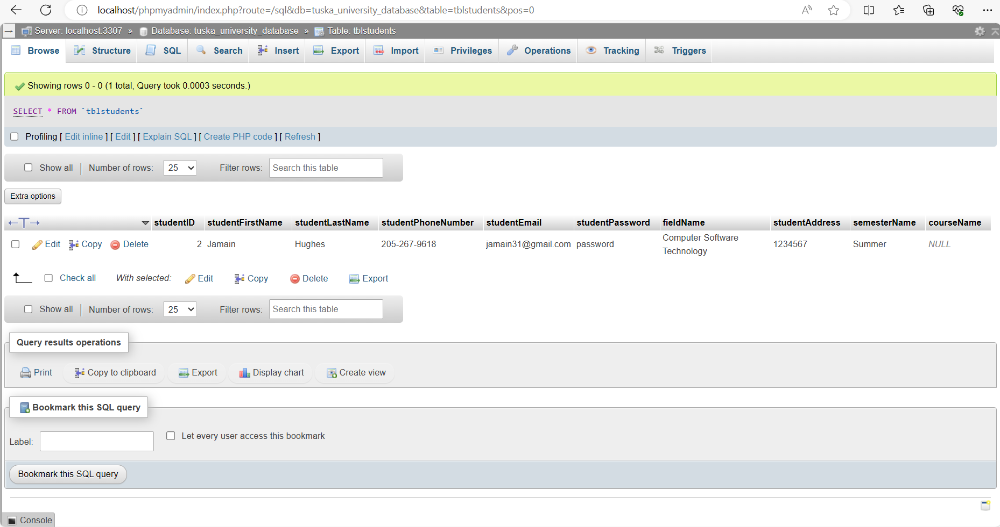 localhost/phpmyadmin/index.php?route=/sql&db=tuska_university_database&table=tblstudents&pos=0
Server: localhost:3307 » Database: tuska_university_database » Table: tblstudents
Browse Structure SQL Search Insert Export Import Privileges Operations Tracking Triggers
Showing rows 0 - 0 (1 total, Query took 0.0003 seconds.)
SELECT * FROM `tblstudents`
Profiling [ Edit inline ] [ Edit ] [ Explain SQL ] [ Create PHP code ] [ Refresh ]
Show all Number of rows: 25 Filter rows: Search this table
Extra options
studentID studentFirstName studentLastName studentPhoneNumber studentEmail studentPassword fieldName studentAddress semesterName courseName
Edit Copy Delete 2 Jamain Hughes 205-267-9618 jamain31@gmail.com password Computer Software 1234567 Summer NULL
Technology
Check all With selected: Edit Copy Delete Export
Show all Number of rows: 25 Filter rows: Search this table
Query results operations
Print Copy to clipboard Export Display chart Create view
Bookmark this SQL query
Label: Let every user access this bookmark
Bookmark this SQL query
Console